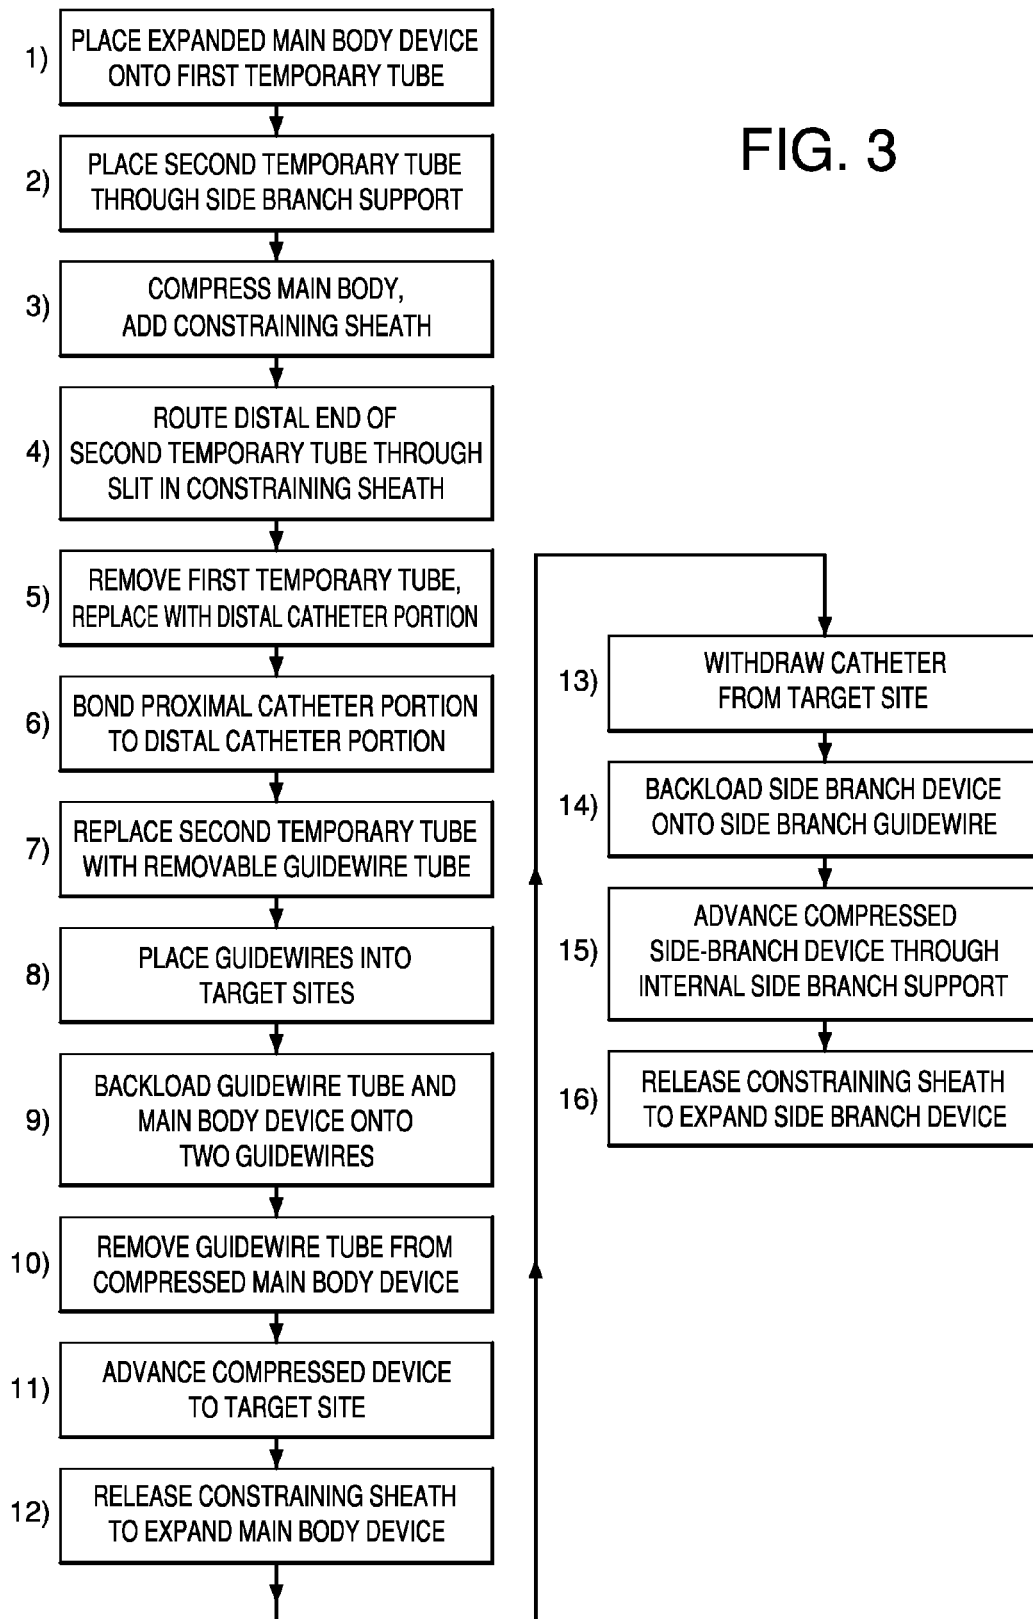 FIG. 3
1)
PLACE EXPANDED MAIN BODY DEVICE
ONTO FIRST TEMPORARY TUBE
2)
PLACE SECOND TEMPORARY TUBE
THROUGH SIDE BRANCH SUPPORT
3)
COMPRESS MAIN BODY,
ADD CONSTRAINING SHEATH
4)
ROUTE DISTAL END OF
SECOND TEMPORARY TUBE THROUGH
SLIT IN CONSTRAINING SHEATH
5)
REMOVE FIRST TEMPORARY TUBE,
REPLACE WITH DISTAL CATHETER PORTION
6)
BOND PROXIMAL CATHETER PORTION
TO DISTAL CATHETER PORTION
7)
REPLACE SECOND TEMPORARY TUBE
WITH REMOVABLE GUIDEWIRE TUBE
8)
PLACE GUIDEWIRES INTO
TARGET SITES
9)
BACKLOAD GUIDEWIRE TUBE AND
MAIN BODY DEVICE ONTO
TWO GUIDEWIRES
10)
REMOVE GUIDEWIRE TUBE FROM
COMPRESSED MAIN BODY DEVICE
11)
ADVANCE COMPRESSED DEVICE
TO TARGET SITE
12)
RELEASE CONSTRAINING SHEATH
TO EXPAND MAIN BODY DEVICE
13)
WITHDRAW CATHETER
FROM TARGET SITE
14)
BACKLOAD SIDE BRANCH DEVICE
ONTO SIDE BRANCH GUIDEWIRE
15)
ADVANCE COMPRESSED
SIDE-BRANCH DEVICE THROUGH
INTERNAL SIDE BRANCH SUPPORT
16)
RELEASE CONSTRAINING SHEATH
TO EXPAND SIDE BRANCH DEVICE